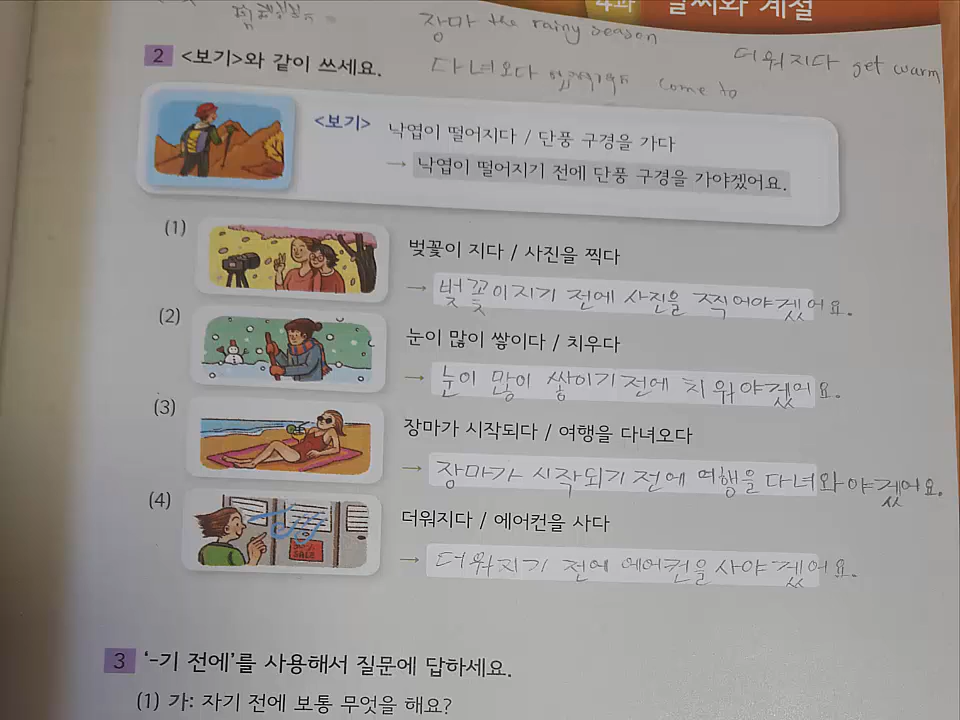 4과 날씨와 계절
장마 the rainy season
더워지다 get warm
2 <보기>와 같이 쓰세요.
다녀오다 come to
<보기> 낙엽이 떨어지다 / 단풍 구경을 가다
→ 낙엽이 떨어지기 전에 단풍 구경을 가야겠어요.
(1) 벚꽃이 지다 / 사진을 찍다
→ 벚꽃이지기 전에 사진을 찍어야겠어요.
(2) 눈이 많이 쌓이다 / 치우다
→ 눈이 많이 쌓이기 전에 치워야겠어요.
(3) 장마가 시작되다 / 여행을 다녀오다
→ 장마가 시작되기 전에 여행을 다녀와야겠어요.
(4) 더워지다 / 에어컨을 사다
SALE
→ 더워지기 전에 에어컨을 사야겠어요.
3 ‘-기 전에’를 사용해서 질문에 답하세요.
(1) 가: 자기 전에 보통 무엇을 해요?